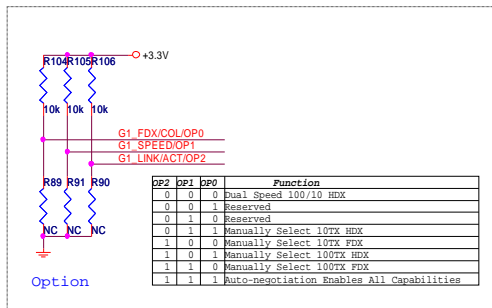 +3.3V
R104 R105 R106
10k 10k 10k
G1_FDX/COL/OP0
G1_SPEED/OP1
G1_LINK/ACT/OP2
R89 R91 R90
NC NC NC
Option
OP2 OP1 OP0 Function
0 0 0 Dual Speed 100/10 HDX
0 0 1 Reserved
0 1 0 Reserved
0 1 1 Manually Select 10TX HDX
1 0 0 Manually Select 10TX FDX
1 0 1 Manually Select 100TX HDX
1 1 0 Manually Select 100TX FDX
1 1 1 Auto-negotiation Enables All Capabilities